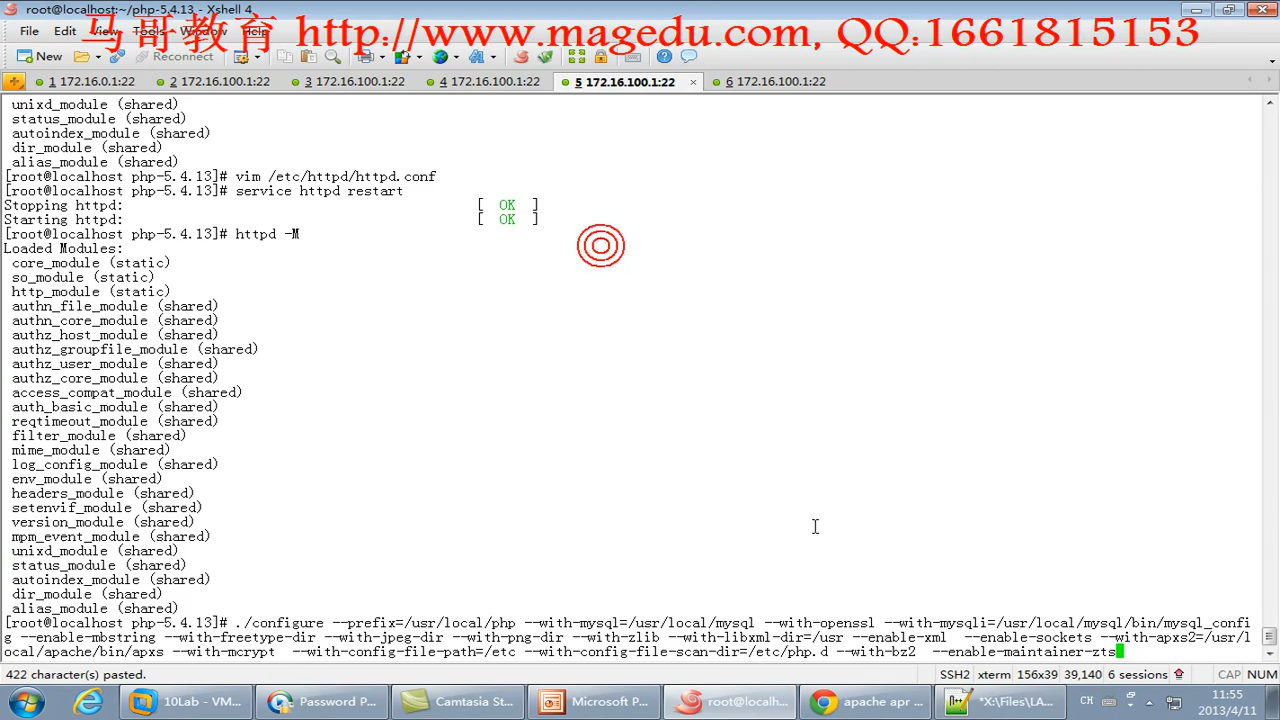 root@localhost:~/php-5.4.13 - Xshell 4
马哥教育 http://www.magedu.com, QQ:1661815153
File Edit View Tools Window Help
New Reconnect
1 172.16.0.1:22 2 172.16.100.1:22 3 172.16.100.1:22 4 172.16.100.1:22 5 172.16.100.1:22 × 6 172.16.100.1:22
unixd_module (shared)
status_module (shared)
autoindex_module (shared)
dir_module (shared)
alias_module (shared)
[root@localhost php-5.4.13]# vim /etc/httpd/httpd.conf
[root@localhost php-5.4.13]# service httpd restart
Stopping httpd: [ OK ]
Starting httpd: [ OK ]
[root@localhost php-5.4.13]# httpd -M
Loaded Modules:
core_module (static)
so_module (static)
http_module (static)
authn_file_module (shared)
authn_core_module (shared)
authz_host_module (shared)
authz_groupfile_module (shared)
authz_user_module (shared)
authz_core_module (shared)
access_compat_module (shared)
auth_basic_module (shared)
reqtimeout_module (shared)
filter_module (shared)
mime_module (shared)
log_config_module (shared)
env_module (shared)
headers_module (shared)
setenvif_module (shared)
version_module (shared)
mpm_event_module (shared)
unixd_module (shared)
status_module (shared)
autoindex_module (shared)
dir_module (shared)
alias_module (shared)
[root@localhost php-5.4.13]# ./configure --prefix=/usr/local/php --with-mysql=/usr/local/mysql --with-openssl --with-mysqli=/usr/local/mysql/bin/mysql_confi
g --enable-mbstring --with-freetype-dir --with-jpeg-dir --with-png-dir --with-zlib --with-libxml-dir=/usr --enable-xml --enable-sockets --with-apxs2=/usr/l
ocal/apache/bin/apxs --with-mcrypt --with-config-file-path=/etc --with-config-file-scan-dir=/etc/php.d --with-bz2 --enable-maintainer-zts
422 character(s) pasted. SSH2 xterm 156x39 39,140 6 sessions CAP NUM
10Lab - VM... Password P... Camtasia St... Microsoft P... root@localh... apache apr ... *X:\Files\LA... CH 11:55
2013/4/11